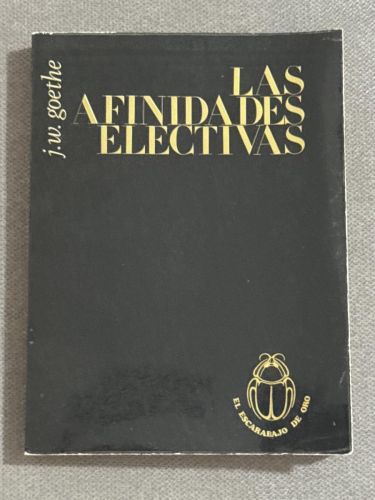 j.w. goethe
LAS
AFINIDADES
ELECTIVAS
EL ESCARABAJO DE ORO